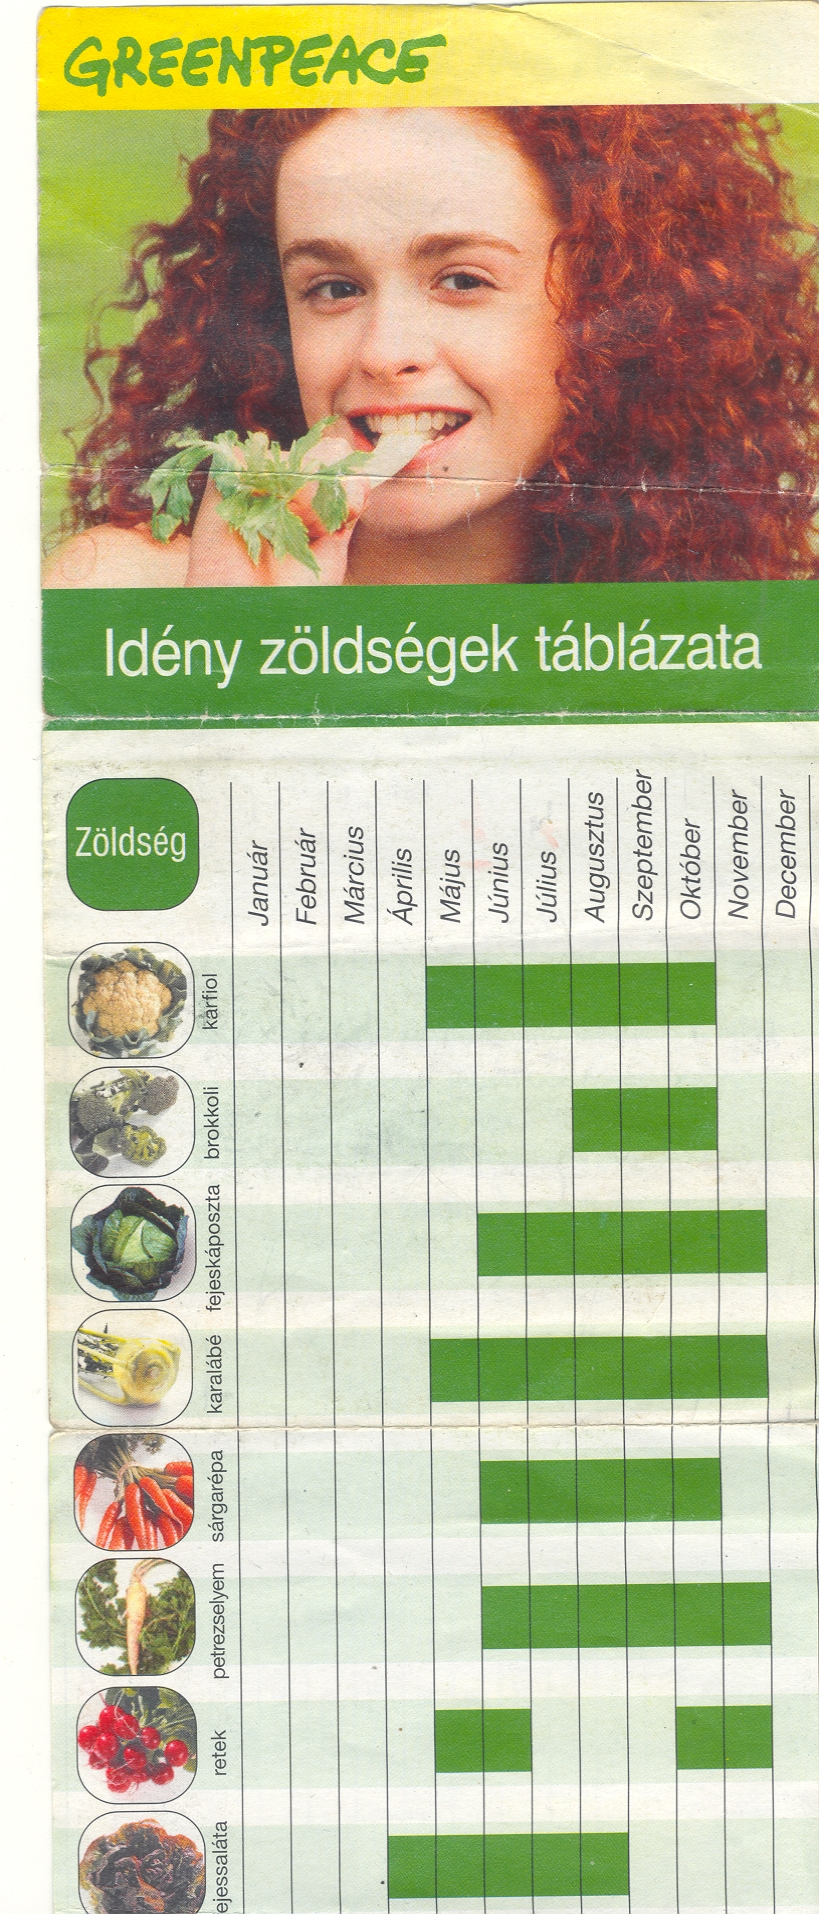 GREENPEACE
Idény zöldségek táblázata
Zöldség
Január
Február
Március
Április
Május
Június
Július
Augusztus
Szeptember
Október
November
December
karfiol
brokkoli
fejeskáposzta
karalábé
sárgarépa
petrezselyem
retek
ejessaláta